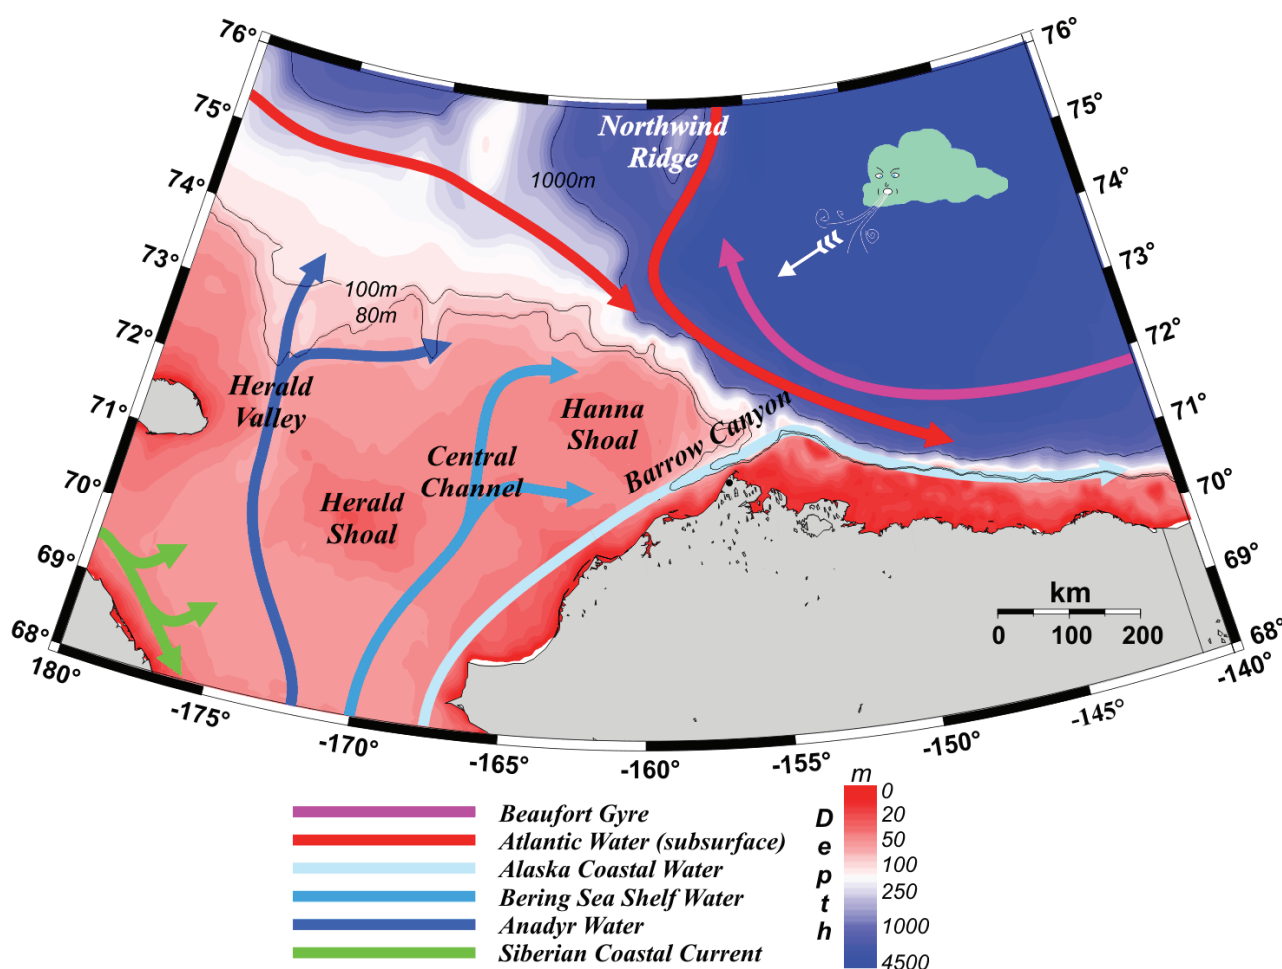 76°
76°
75°
75°
74°
74°
73°
73°
72°
72°
71°
71°
70°
70°
69°
69°
68°
68°
180°
-175°
-170°
-165°
-160°
-155°
-150°
-145°
-140°
Northwind
Ridge
1000m
100m
80m
Herald
Valley
Hanna
Shoal
Barrow Canyon
Central
Channel
Herald
Shoal
km
0 100 200
Beaufort Gyre
Atlantic Water (subsurface)
Alaska Coastal Water
Bering Sea Shelf Water
Anadyr Water
Siberian Coastal Current
Depth
m
0
20
50
100
250
1000
4500